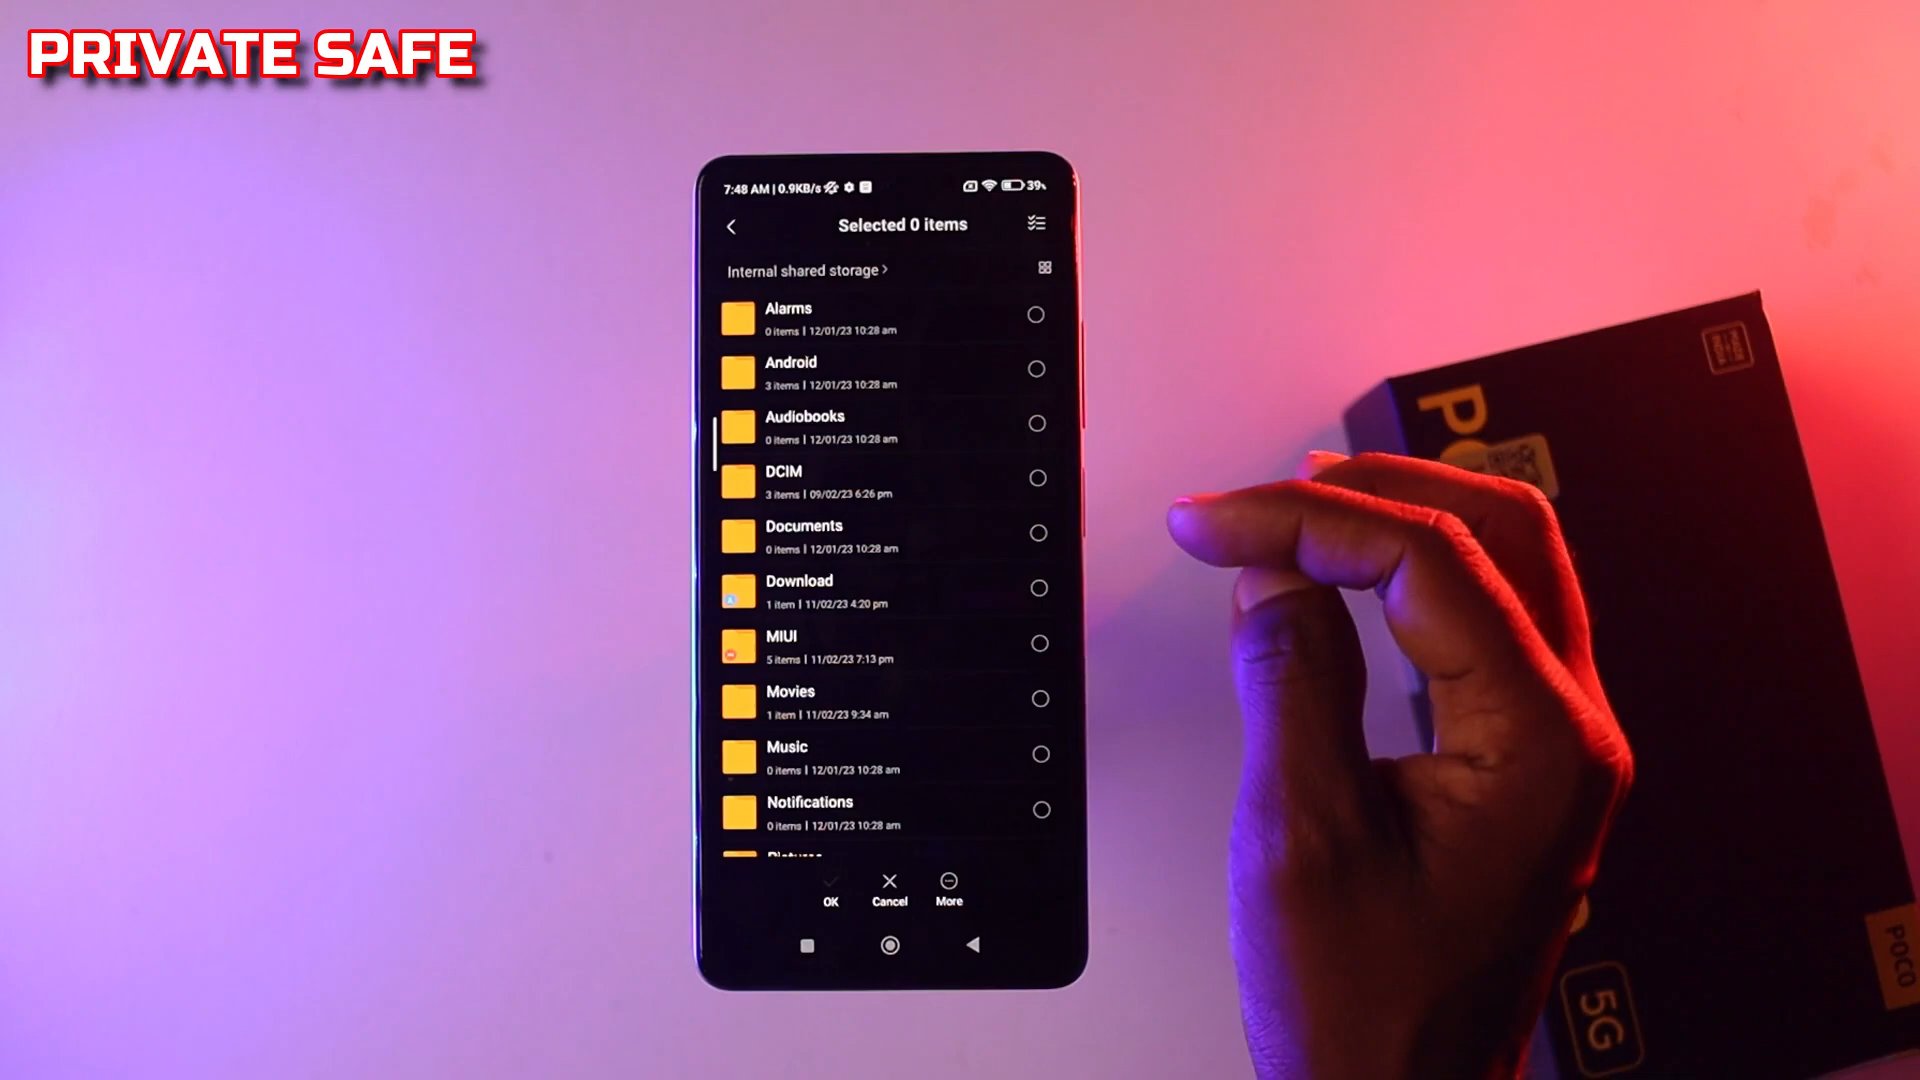 PRIVATE SAFE
7:48 AM | 0.9KB/s
39%
Selected 0 items
Internal shared storage >
Alarms
0 items | 12/01/23 10:28 am
Android
3 items | 12/01/23 10:28 am
Audiobooks
0 items | 12/01/23 10:28 am
DCIM
3 items | 09/02/23 6:26 pm
Documents
0 items | 12/01/23 10:28 am
Download
1 item | 11/02/23 4:20 pm
MIUI
5 items | 11/02/23 7:13 pm
Movies
1 item | 11/02/23 9:34 am
Music
0 items | 12/01/23 10:28 am
Notifications
0 items | 12/01/23 10:28 am
Pictures
OK
Cancel
More
MADE
INDIA
POCO
5G